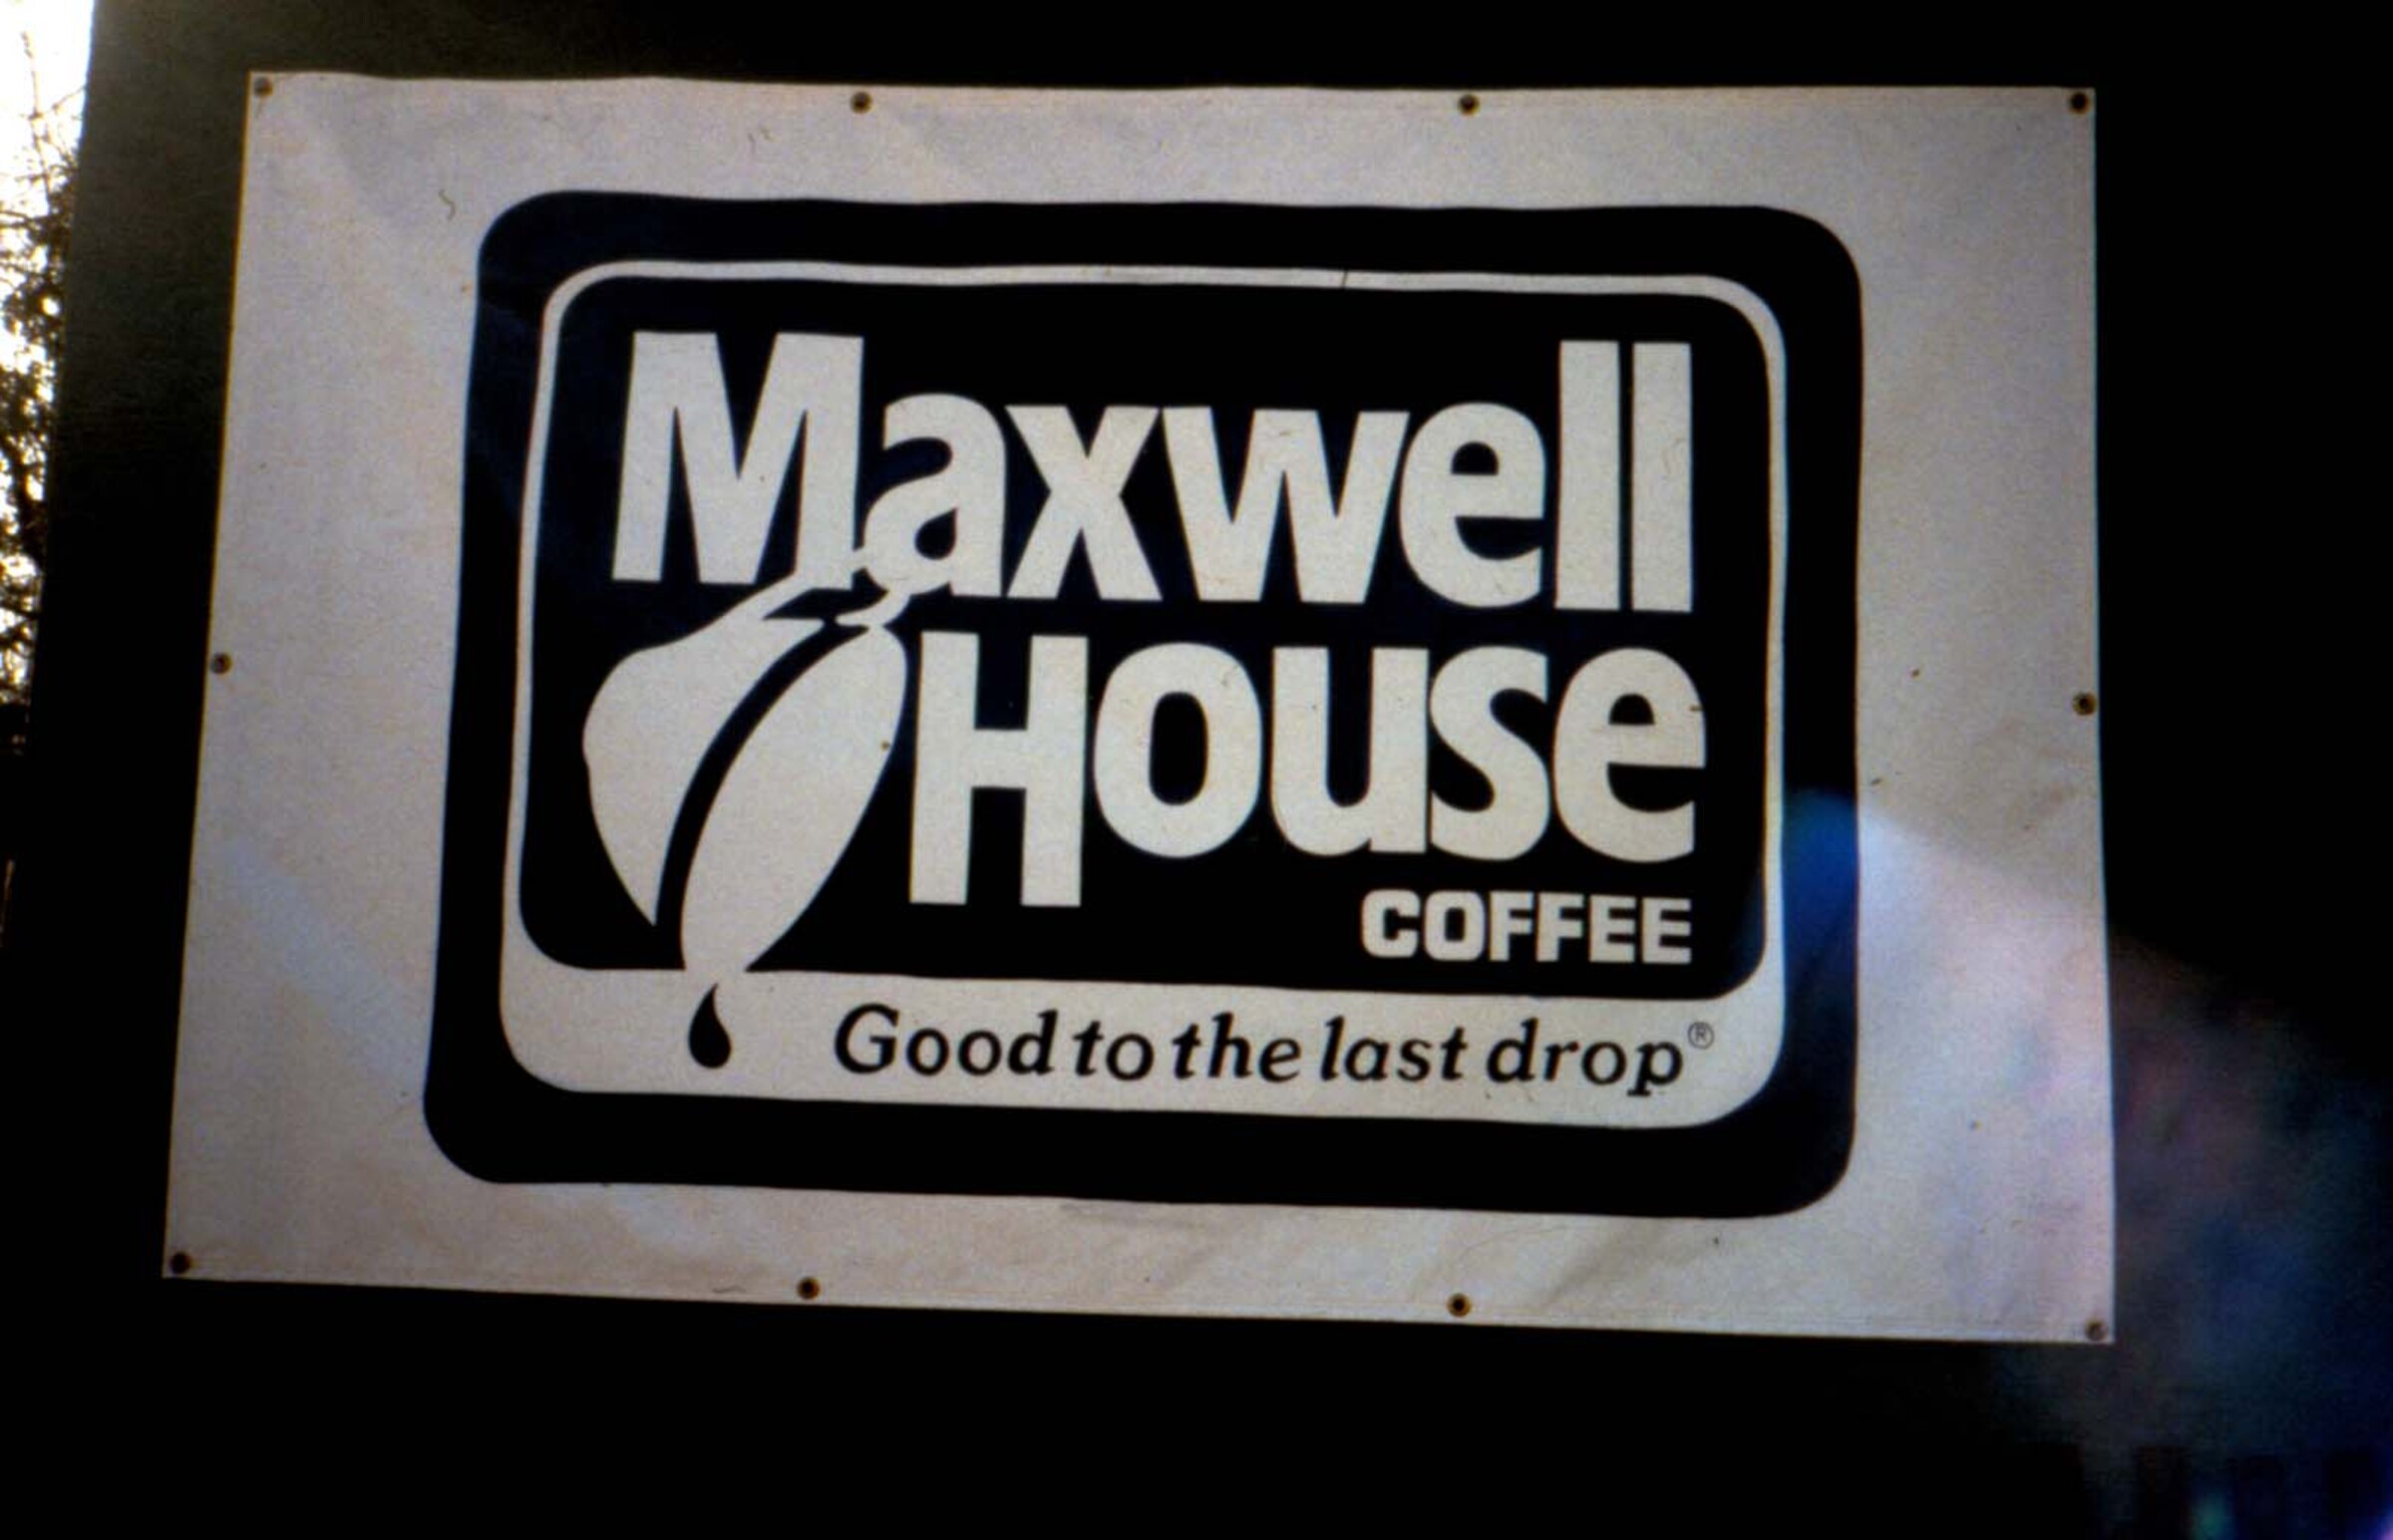 Maxwell
House
COFFEE
Good to the last drop®